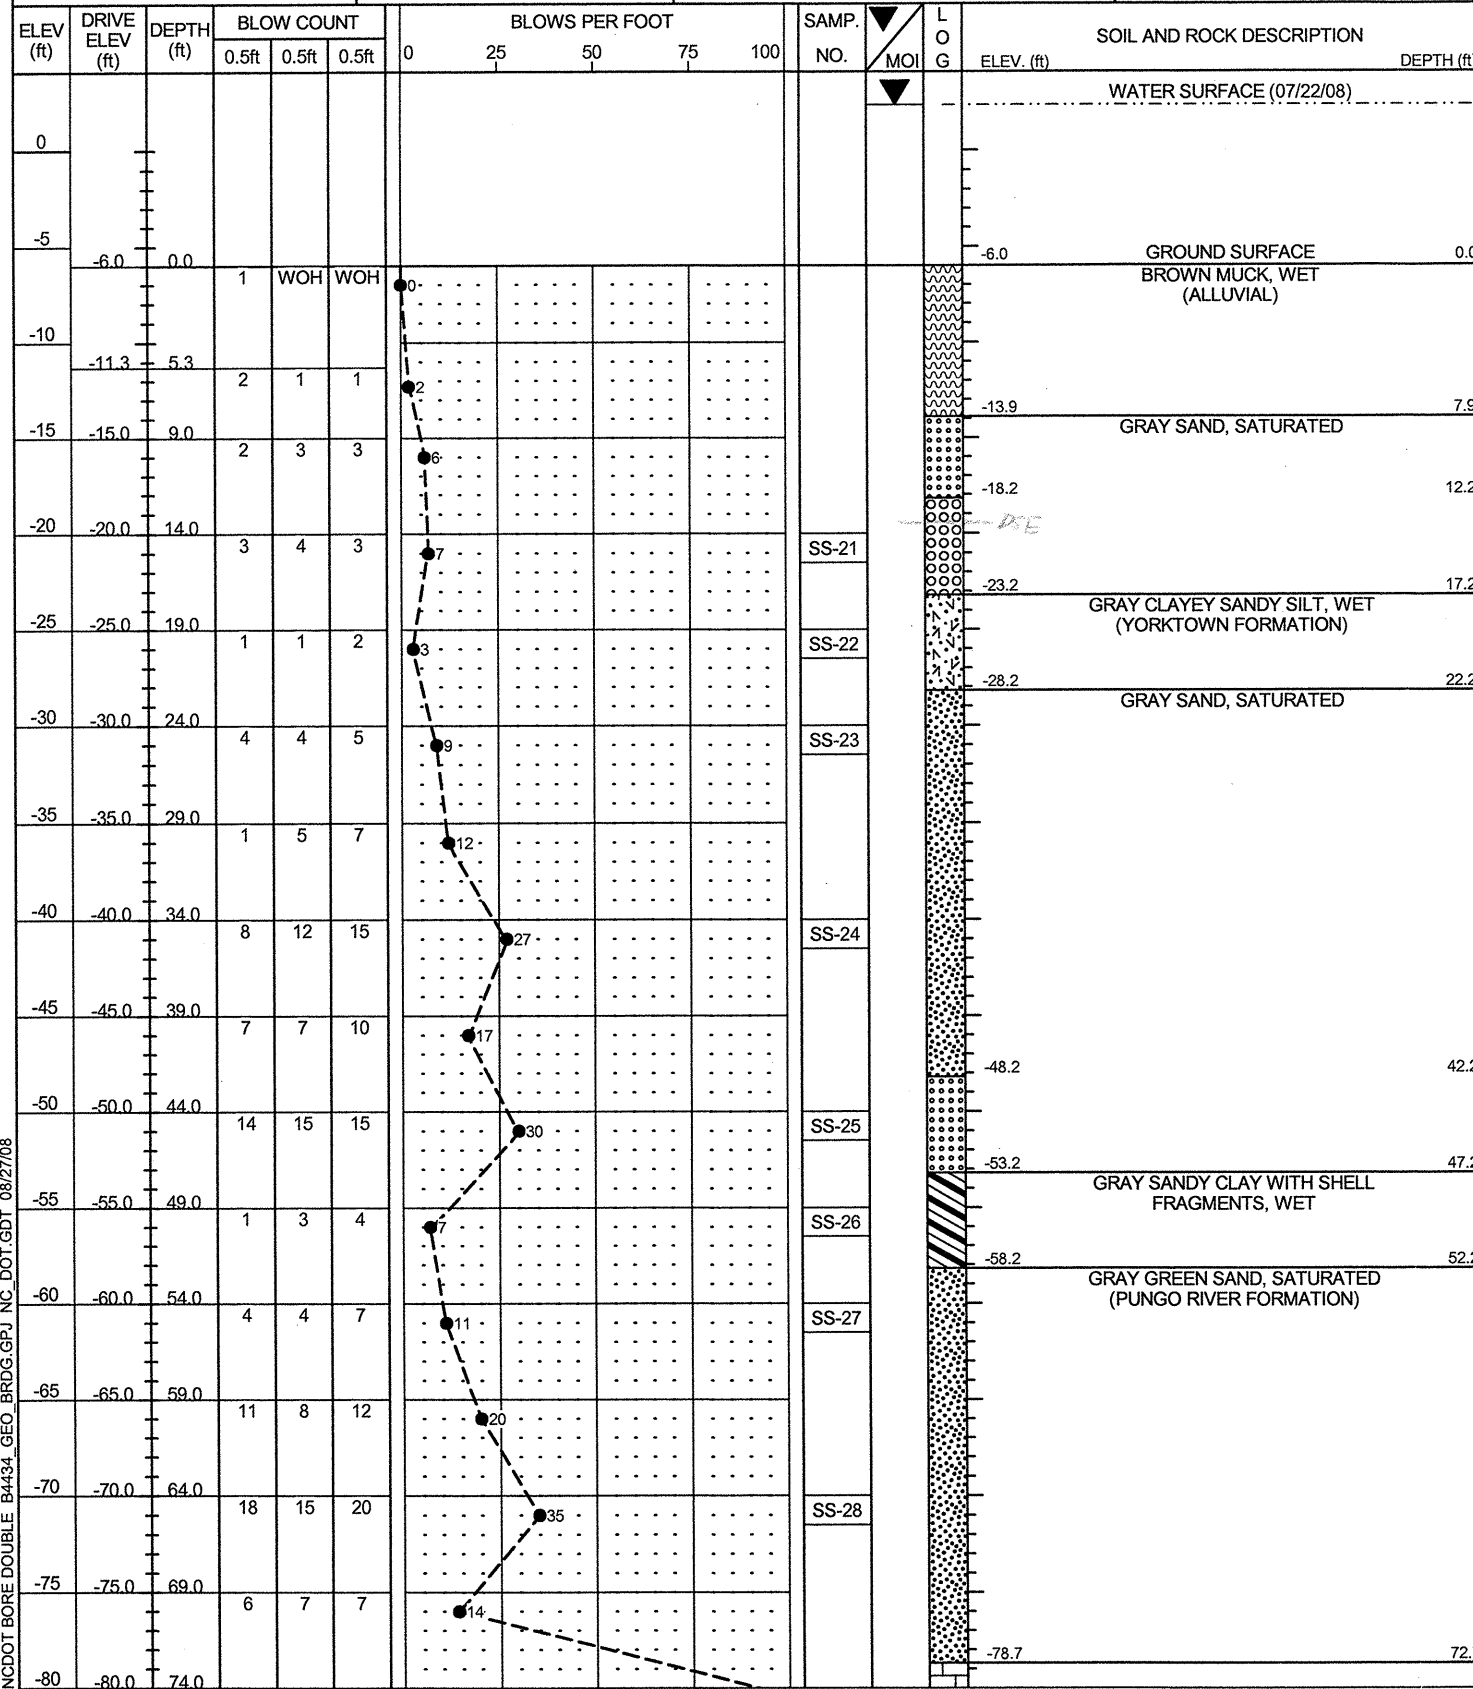 ELEV (ft) DRIVE ELEV (ft) DEPTH (ft) BLOW COUNT 0.5ft 0.5ft 0.5ft BLOWS PER FOOT 0 25 50 75 100 SAMP. NO. MOI L O G SOIL AND ROCK DESCRIPTION ELEV. (ft) DEPTH (ft
WATER SURFACE (07/22/08)
0
-5
-6.0 0.0 -6.0 GROUND SURFACE 0.0
1 WOH WOH 0 BROWN MUCK, WET
(ALLUVIAL)
-10
-11.3 5.3
2 1 1 2
-13.9 7.9
-15 -15.0 9.0 GRAY SAND, SATURATED
2 3 3 6
-18.2 12.2
-20 -20.0 14.0 DSE
3 4 3 7 SS-21
-23.2 17.2
-25 -25.0 19.0 GRAY CLAYEY SANDY SILT, WET
(YORKTOWN FORMATION)
1 1 2 3 SS-22
-28.2 22.2
GRAY SAND, SATURATED
-30 -30.0 24.0
4 4 5 9 SS-23
-35 -35.0 29.0
1 5 7 12
-40 -40.0 34.0
8 12 15 27 SS-24
-45 -45.0 39.0
7 7 10 17
-48.2 42.2
-50 -50.0 44.0
14 15 15 30 SS-25
-53.2 47.2
GRAY SANDY CLAY WITH SHELL
FRAGMENTS, WET
-55 -55.0 49.0
1 3 4 7 SS-26
-58.2 52.2
GRAY GREEN SAND, SATURATED
(PUNGO RIVER FORMATION)
-60 -60.0 54.0
4 4 7 11 SS-27
-65 -65.0 59.0
11 8 12 20
-70 -70.0 64.0
18 15 20 35 SS-28
-75 -75.0 69.0
6 7 7 14
-78.7 72.
-80 -80.0 74.0
NCDOT BORE DOUBLE B4434_GEO_BRDG.GPJ NC_DOT.GDT 08/27/08